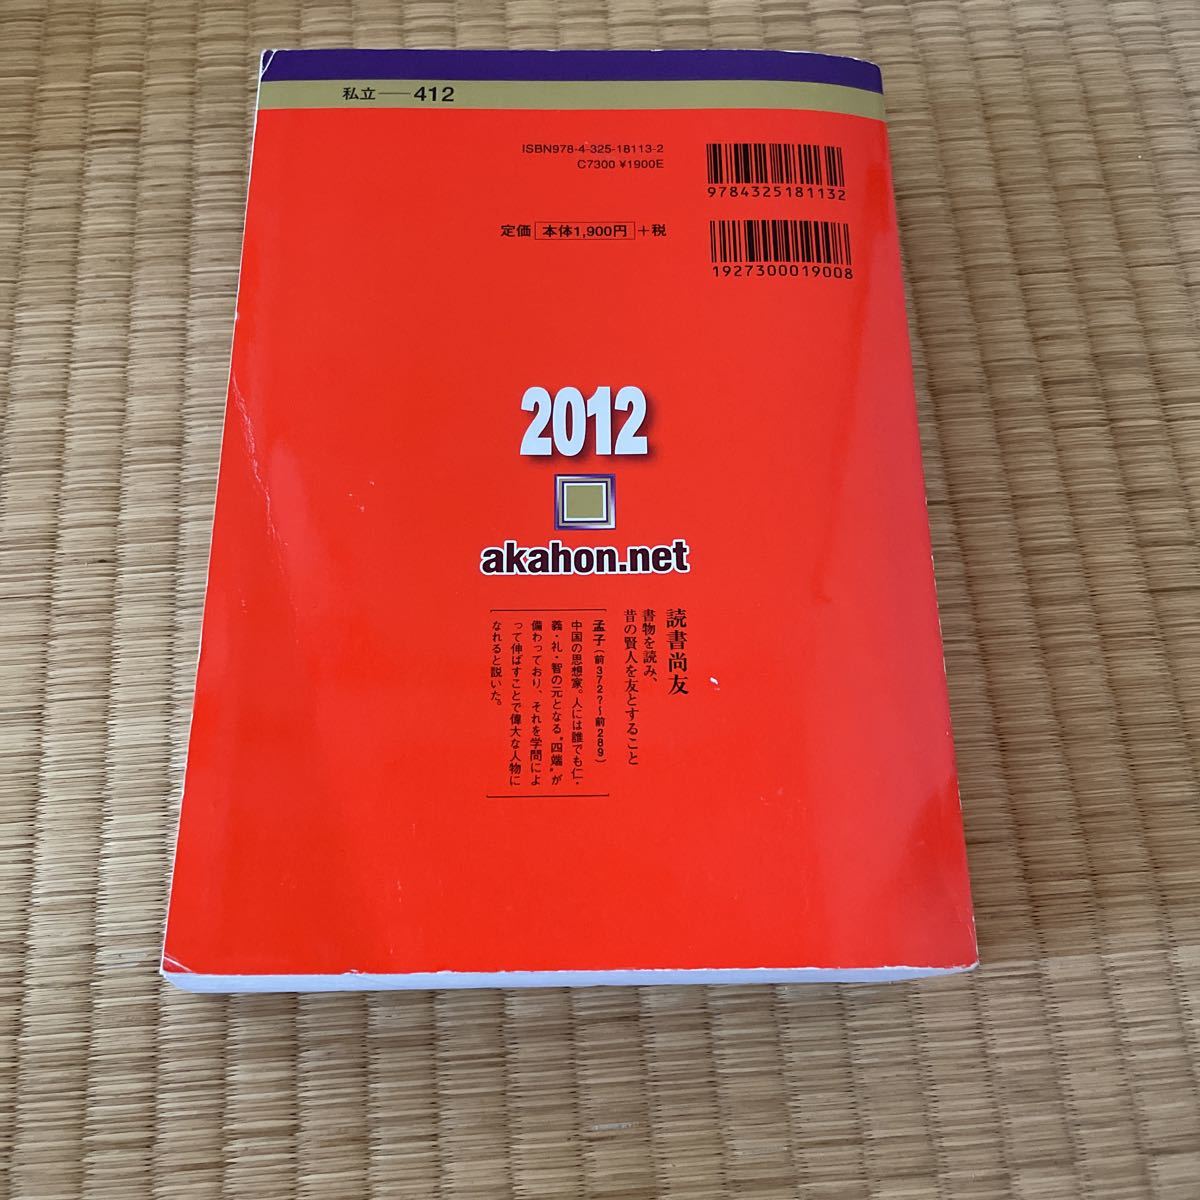 私立——412
ISBN978-4-325-18113-2
C7300 ¥1900E
9784325181132
定価 本体1,900円 +税
1927300019008
2012
akahon.net
読書尚友
書物を読み、
昔の賢人を友とすること
孟子(前372?~前289)
中国の思想家。人には誰でも仁・
義・礼・智の元となる“四端”が
備わっており、それを学問によ
って伸ばすことで偉大な人物に
なれると説いた。